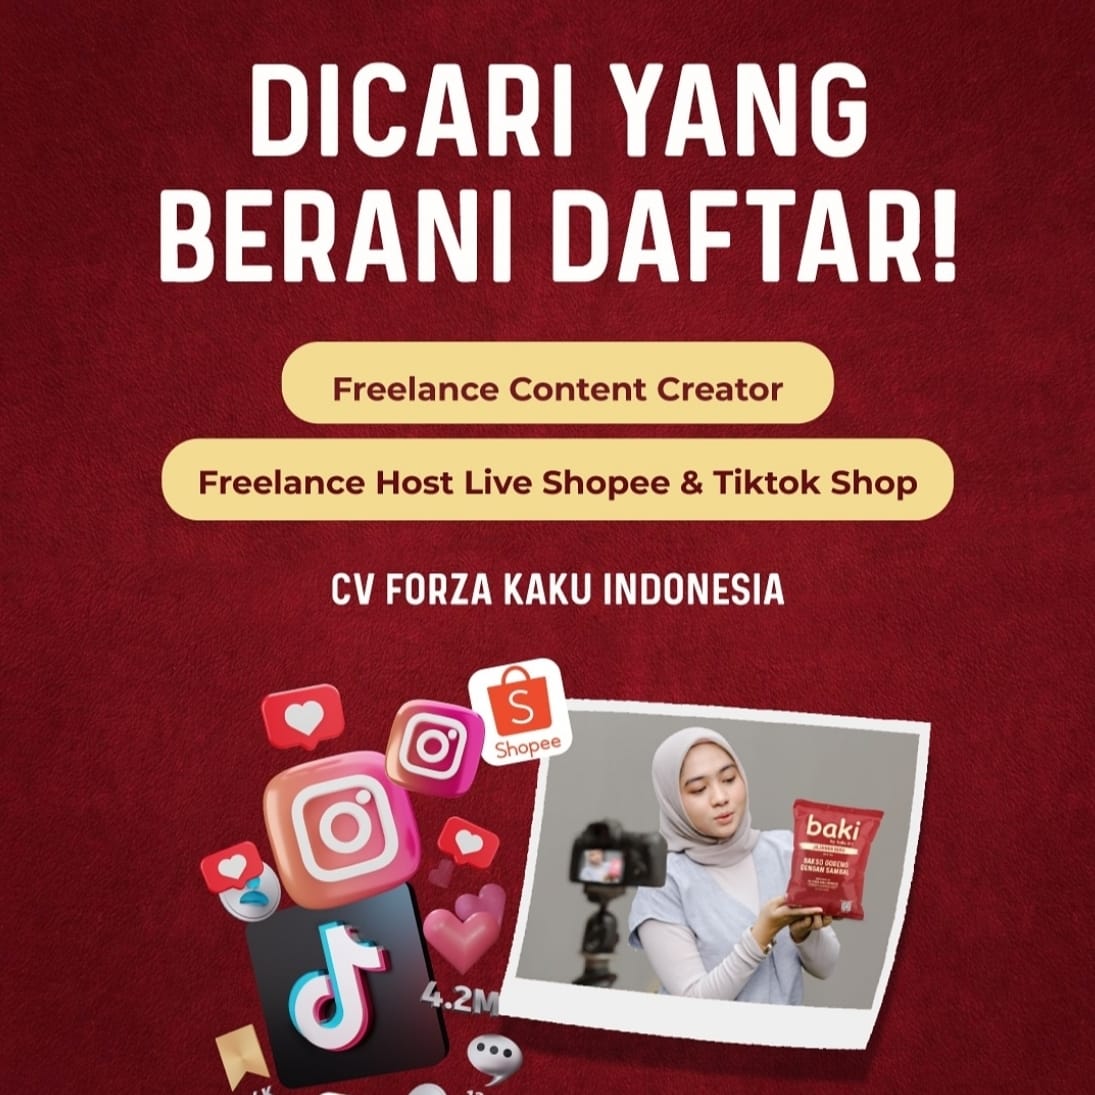 DICARI YANG
BERANI DAFTAR!
Freelance Content Creator
Freelance Host Live Shopee & Tiktok Shop
CV FORZA KAKU INDONESIA
S
Shopee
baki
BAKSO GORENG
DENGAN SAMBAL
4.2M